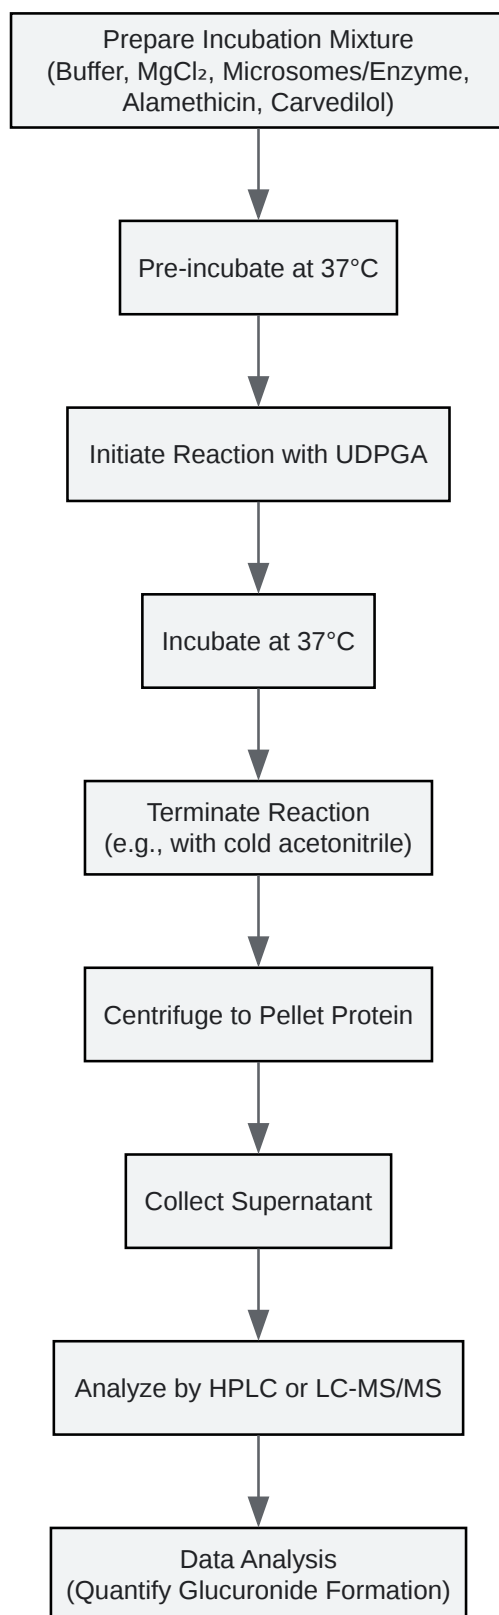 Prepare Incubation Mixture
(Buffer, MgCl₂, Microsomes/Enzyme,
Alamethicin, Carvedilol)
Pre-incubate at 37°C
Initiate Reaction with UDPGA
Incubate at 37°C
Terminate Reaction
(e.g., with cold acetonitrile)
Centrifuge to Pellet Protein
Collect Supernatant
Analyze by HPLC or LC-MS/MS
Data Analysis
(Quantify Glucuronide Formation)